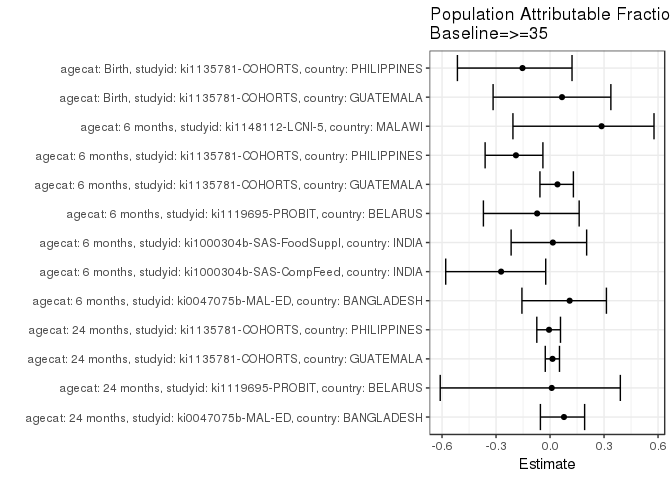 Population Attributable Fractio
Baseline=>=35
agecat: Birth, studyid: ki1135781-COHORTS, country: PHILIPPINES
agecat: Birth, studyid: ki1135781-COHORTS, country: GUATEMALA
agecat: 6 months, studyid: ki1148112-LCNI-5, country: MALAWI
agecat: 6 months, studyid: ki1135781-COHORTS, country: PHILIPPINES
agecat: 6 months, studyid: ki1135781-COHORTS, country: GUATEMALA
agecat: 6 months, studyid: ki1119695-PROBIT, country: BELARUS
agecat: 6 months, studyid: ki1000304b-SAS-FoodSuppl, country: INDIA
agecat: 6 months, studyid: ki1000304b-SAS-CompFeed, country: INDIA
agecat: 6 months, studyid: ki0047075b-MAL-ED, country: BANGLADESH
agecat: 24 months, studyid: ki1135781-COHORTS, country: PHILIPPINES
agecat: 24 months, studyid: ki1135781-COHORTS, country: GUATEMALA
agecat: 24 months, studyid: ki1119695-PROBIT, country: BELARUS
agecat: 24 months, studyid: ki0047075b-MAL-ED, country: BANGLADESH
-0.6 -0.3 0.0 0.3 0.6
Estimate